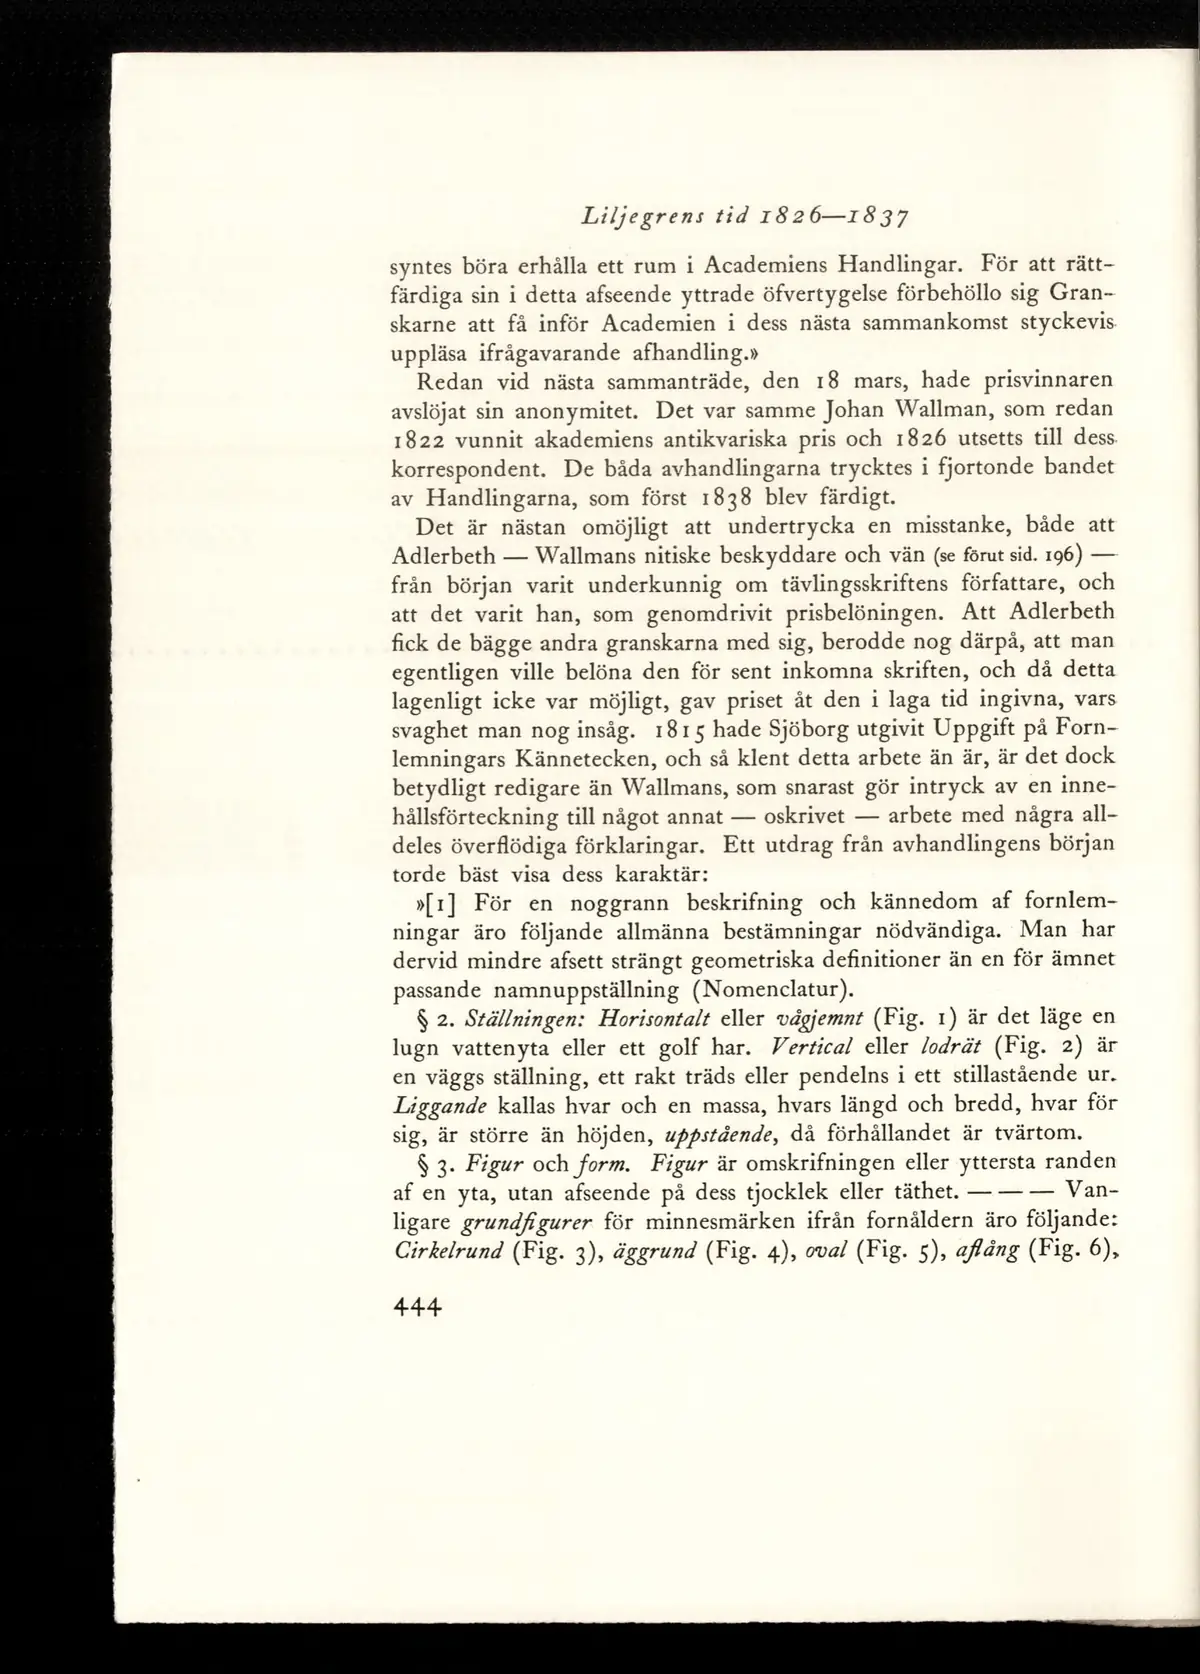 Liljegrens tid 1826—1837
syntes böra erhålla ett rum i Academiens Handlingar. För att rätt-
färdiga sin i detta afseende yttrade öfvertygelse förbehöllo sig Gran-
skarne att få inför Academien i dess nästa sammankomst styckevis
uppläsa ifrågavarande afhandling.»
Redan vid nästa sammanträde, den 18 mars, hade prisvinnaren
avslöjat sin anonymitet. Det var samme Johan Wallman, som redan
1822 vunnit akademiens antikvariska pris och 1826 utsetts till dess
korrespondent. De båda avhandlingarna trycktes i fjortonde bandet
av Handlingarna, som först 1838 blev färdigt.
Det är nästan omöjligt att undertrycka en misstanke, både att
Adlerbeth — Wallmans nitiske beskyddare och vän (se förut sid. 196) —
från början varit underkunnig om tävlingsskriftens författare, och
att det varit han, som genomdrivit prisbelöningen. Att Adlerbeth
fick de bägge andra granskarna med sig, berodde nog därpå, att man
egentligen ville belöna den för sent inkomna skriften, och då detta
lagenligt icke var möjligt, gav priset åt den i laga tid ingivna, vars
svaghet man nog insåg. 1815 hade Sjöborg utgivit Uppgift på Forn-
lemningars Kännetecken, och så klent detta arbete än är, är det dock
betydligt redigare än Wallmans, som snarast gör intryck av en inne-
hållsförteckning till något annat — oskrivet — arbete med några all-
deles överflödiga förklaringar. Ett utdrag från avhandlingens början
torde bäst visa dess karaktär:
»[1] För en noggrann beskrifning och kännedom af fornlem-
ningar äro följande allmänna bestämningar nödvändiga. Man har
dervid mindre afsett strängt geometriska definitioner än en för ämnet
passande namnuppställning (Nomenclatur).
§ 2. Ställningen: Horisontalt eller vågjemnt (Fig. 1) är det läge en
lugn vattenyta eller ett golf har. Vertical eller lodrät (Fig. 2) är
en väggs ställning, ett rakt träds eller pendelns i ett stillastående ur.
Liggande kallas hvar och en massa, hvars längd och bredd, hvar för
sig, är större än höjden, uppstående, då förhållandet är tvärtom.
§ 3. Figur och form. Figur är omskrifningen eller yttersta randen
af en yta, utan afseende på dess tjocklek eller täthet. — — — Van-
ligare grundfigurer för minnesmärken ifrån fornåldern äro följande:
Cirkelrund (Fig. 3), äggrund (Fig. 4), oval (Fig. 5), aflång (Fig. 6),
444